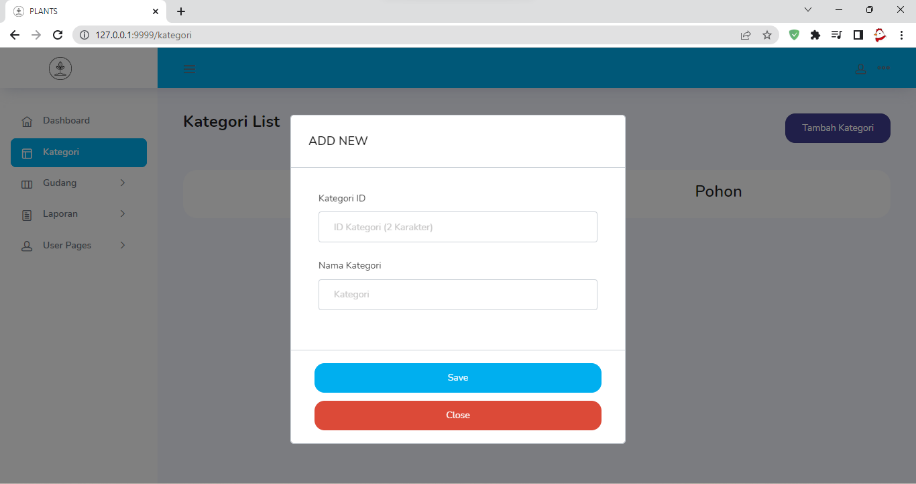 PLANTS
127.0.0.1:9999/kategori
Dashboard
Kategori
Gudang
Laporan
User Pages
Kategori List
Tambah Kategori
Pohon
ADD NEW
Kategori ID
ID Kategori (2 Karakter)
Nama Kategori
Kategori
Save
Close